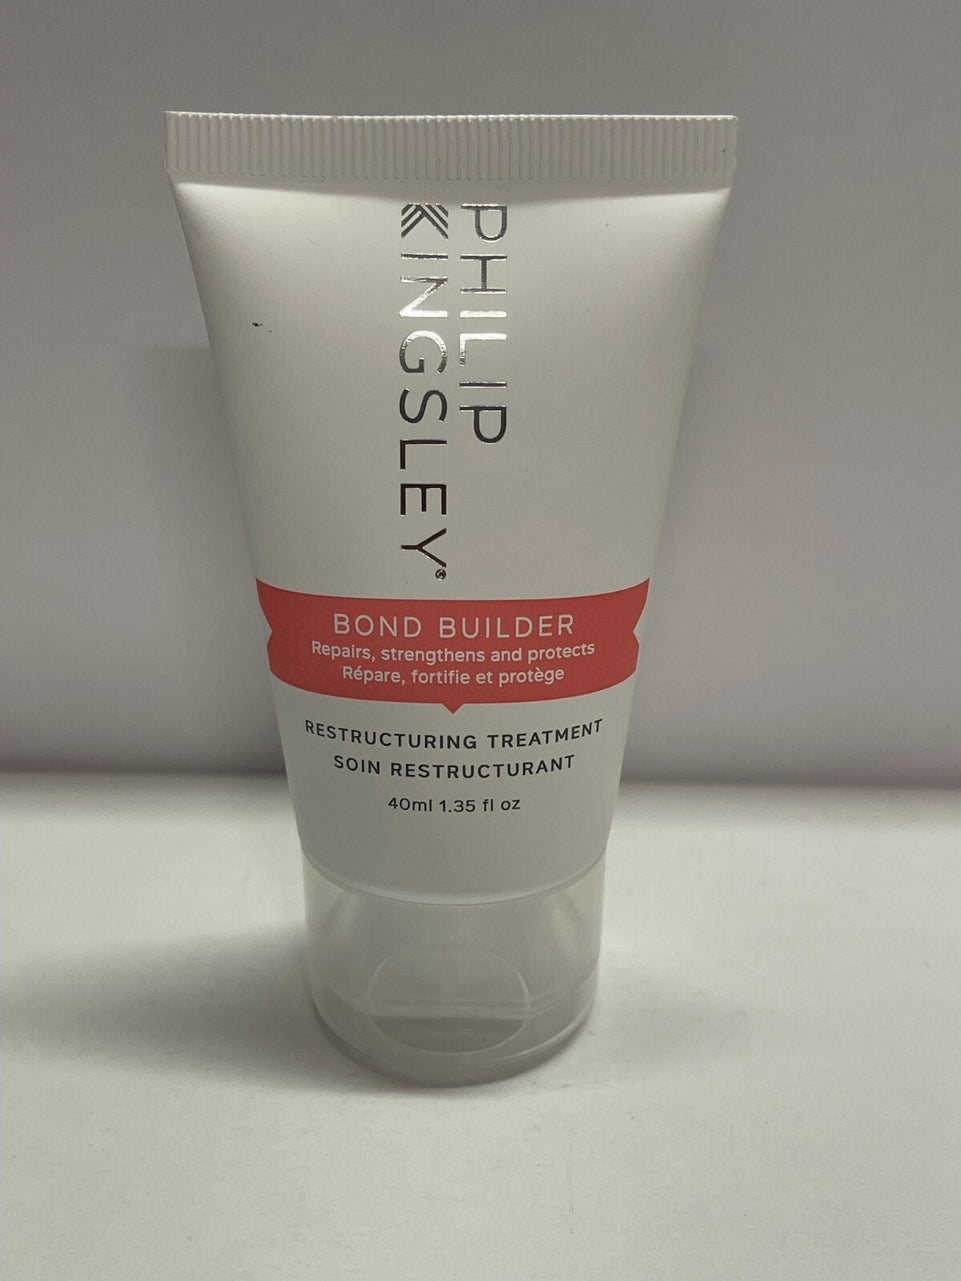 PHILIP
KINGSLEY®
BOND BUILDER
Repairs, strengthens and protects
Répare, fortifie et protège
RESTRUCTURING TREATMENT
SOIN RESTRUCTURANT
40ml 1.35 fl oz